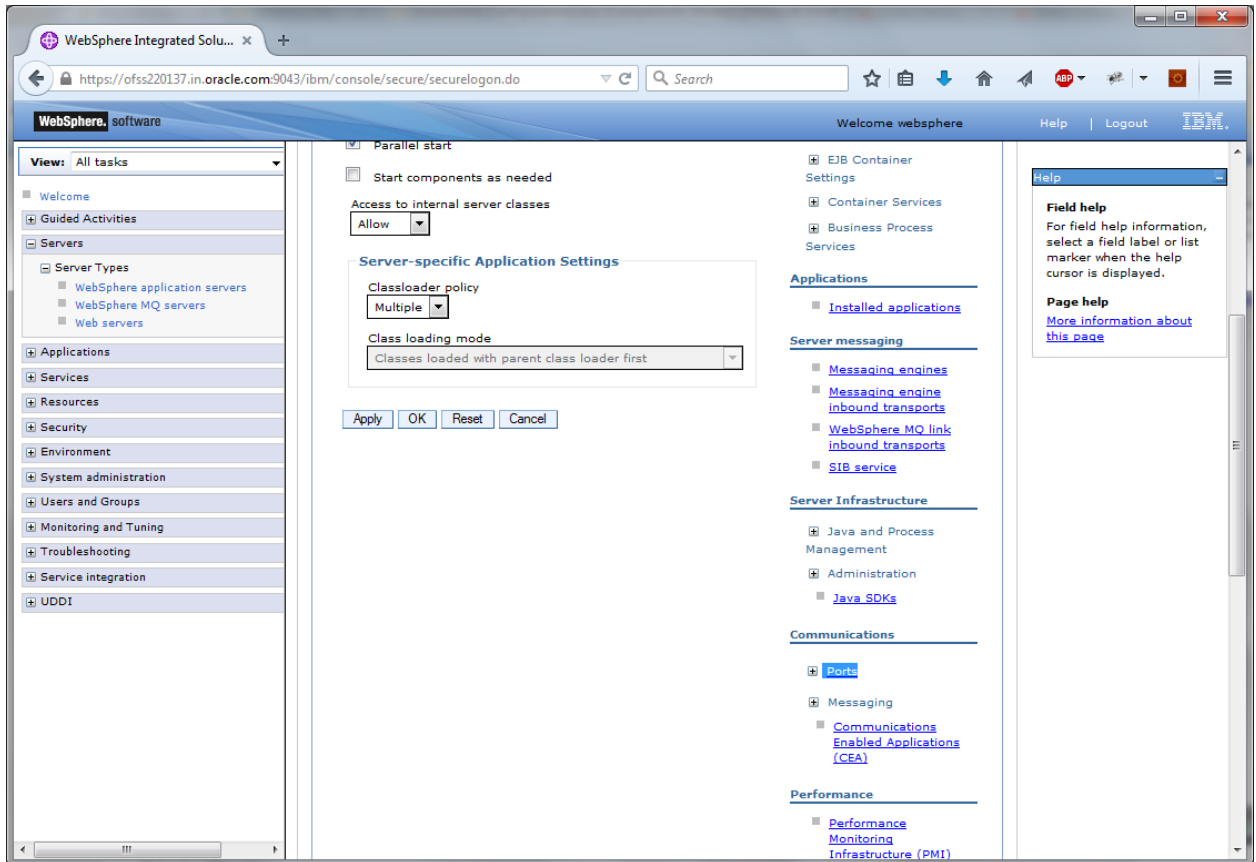 WebSphere Integrated Solu... × +
https://ofss220137.in.oracle.com:9043/ibm/console/secure/securelogon.do
Search
ABP
WebSphere. software
Welcome websphere
Help | Logout
IBM.
View: All tasks
Welcome
Guided Activities
Servers
Server Types
WebSphere application servers
WebSphere MQ servers
Web servers
Applications
Services
Resources
Security
Environment
System administration
Users and Groups
Monitoring and Tuning
Troubleshooting
Service integration
UDDI
Parallel start
Start components as needed
Access to internal server classes
Allow
Server-specific Application Settings
Classloader policy
Multiple
Class loading mode
Classes loaded with parent class loader first
Apply OK Reset Cancel
EJB Container
Settings
Container Services
Business Process
Services
Applications
Installed applications
Server messaging
Messaging engines
Messaging engine
inbound transports
WebSphere MQ link
inbound transports
SIB service
Server Infrastructure
Java and Process
Management
Administration
Java SDKs
Communications
Ports
Messaging
Communications
Enabled Applications
(CEA)
Performance
Performance
Monitoring
Infrastructure (PMI)
Help
Field help
For field help information,
select a field label or list
marker when the help
cursor is displayed.
Page help
More information about
this page